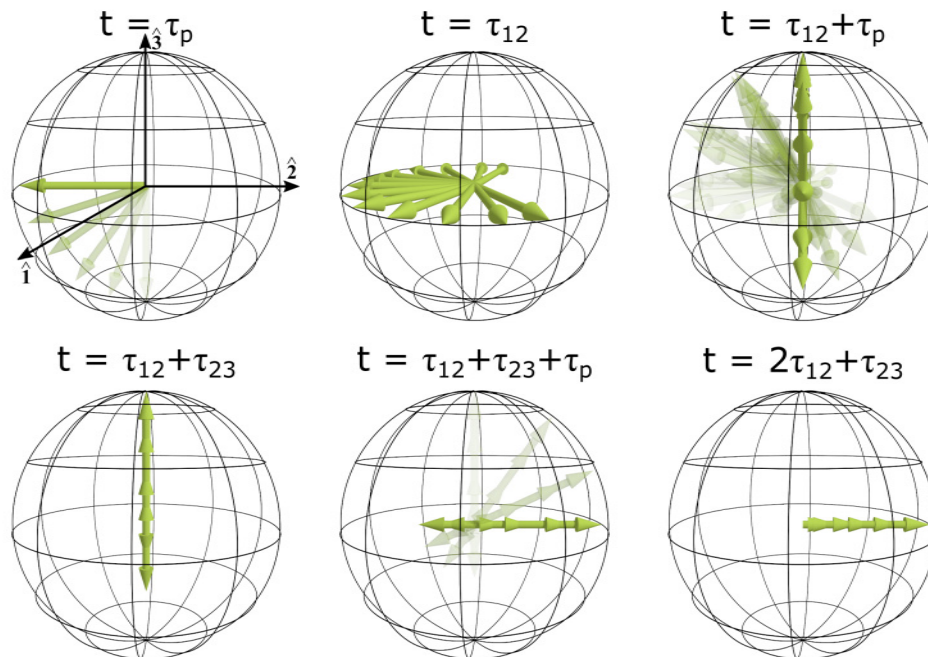 t = τₚ
t = τ₁₂
t = τ₁₂+τₚ
3̂
2̂
1̂
t = τ₁₂+τ₂₃
t = τ₁₂+τ₂₃+τₚ
t = 2τ₁₂+τ₂₃